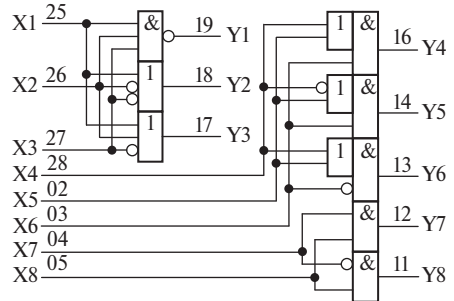 X1 25 & 19 Y1
X2 26 1 18 Y2
X3 27 1 17 Y3
X4 28
X5 02
X6 03
X7 04
X8 05
1 & 16 Y4
1 & 14 Y5
1 & 13 Y6
& 12 Y7
& 11 Y8